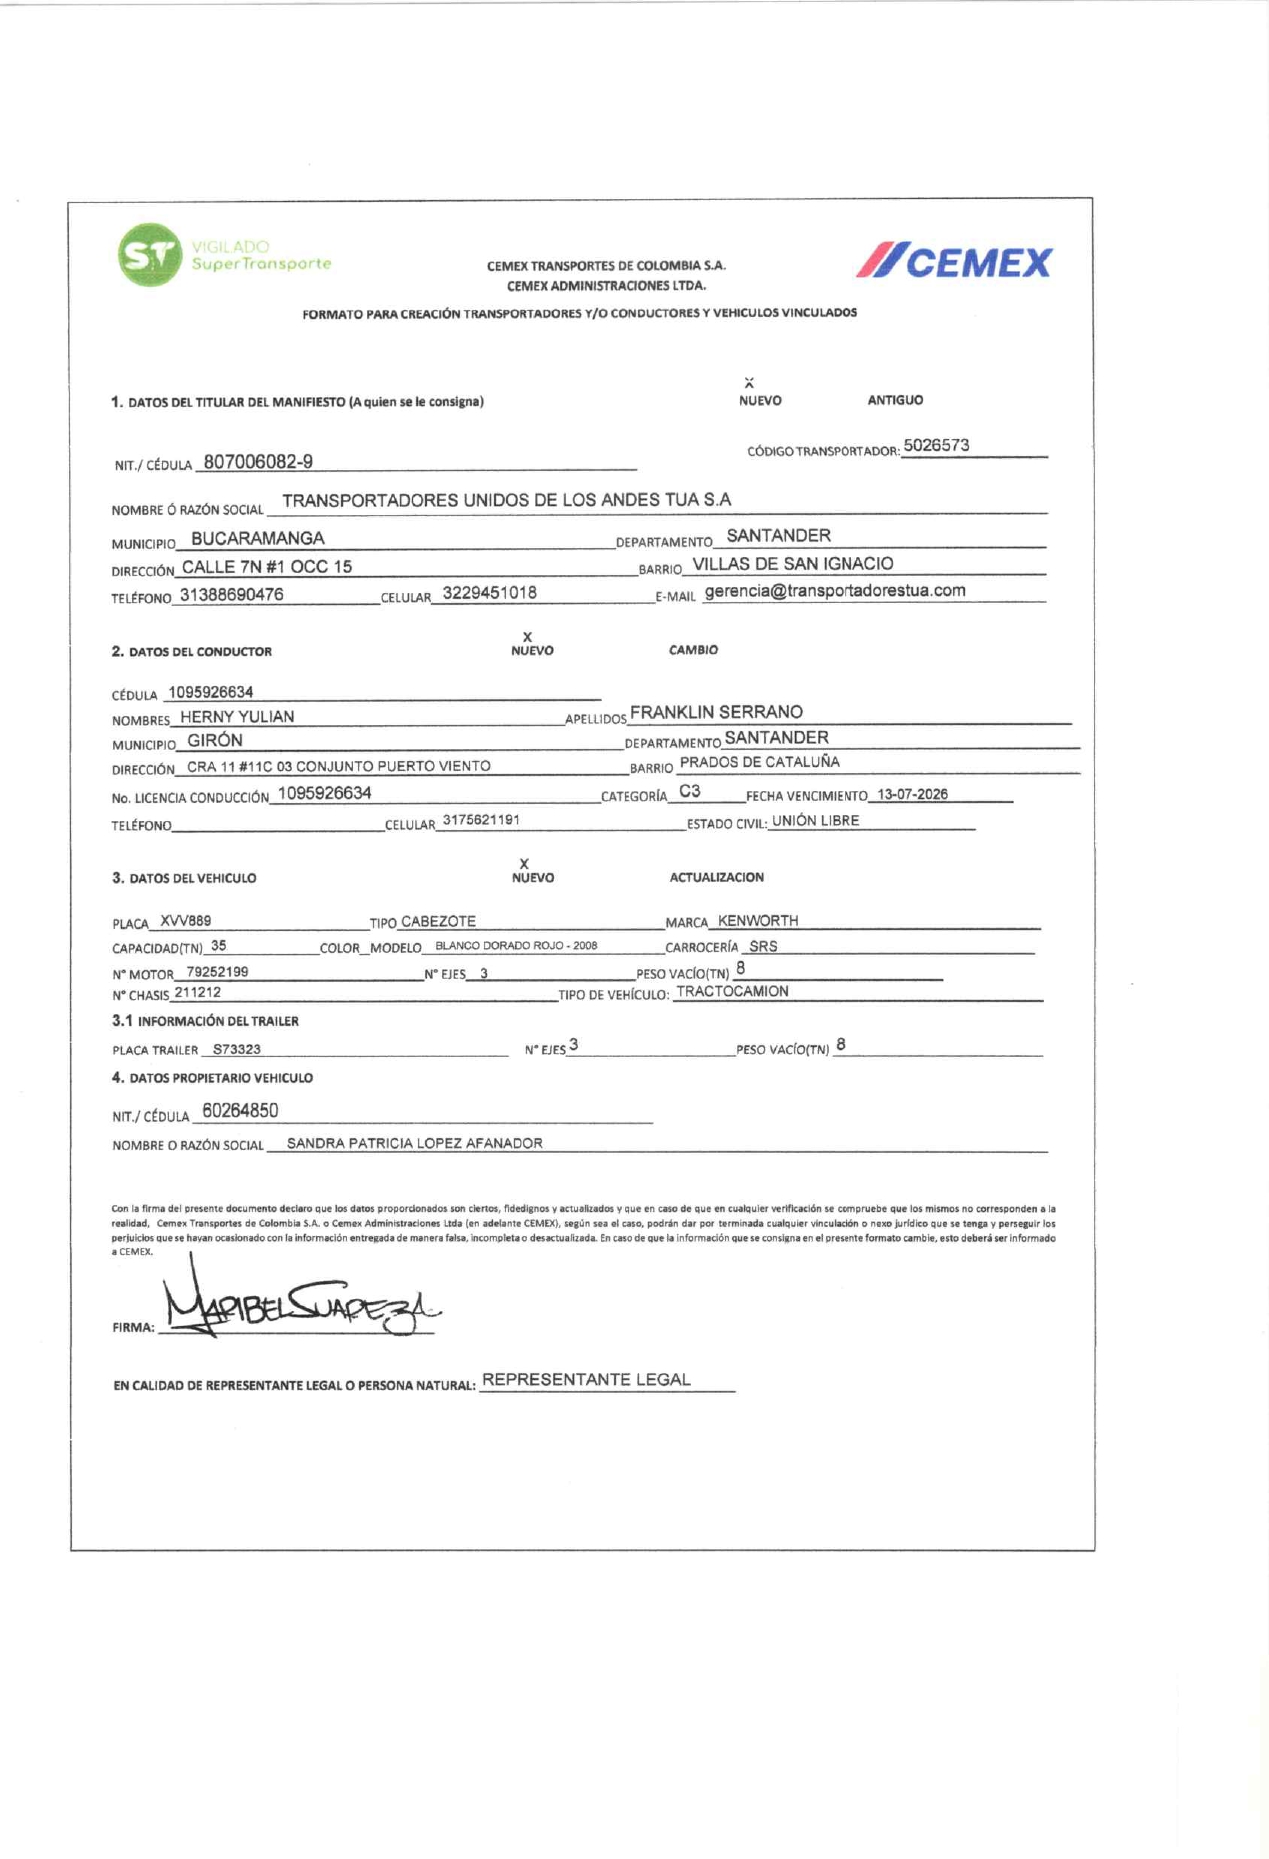 ST VIGILADO
SuperTransporte
CEMEX
CEMEX TRANSPORTES DE COLOMBIA S.A.
CEMEX ADMINISTRACIONES LTDA.
FORMATO PARA CREACIÓN TRANSPORTADORES Y/O CONDUCTORES Y VEHICULOS VINCULADOS
X
1. DATOS DEL TITULAR DEL MANIFIESTO (A quien se le consigna) NUEVO ANTIGUO
NIT./ CÉDULA 807006082-9 CÓDIGO TRANSPORTADOR: 5026573
NOMBRE Ó RAZÓN SOCIAL TRANSPORTADORES UNIDOS DE LOS ANDES TUA S.A
MUNICIPIO BUCARAMANGA DEPARTAMENTO SANTANDER
DIRECCIÓN CALLE 7N #1 OCC 15 BARRIO VILLAS DE SAN IGNACIO
TELÉFONO 31388690476 CELULAR 3229451018 E-MAIL gerencia@transportadorestua.com
X
2. DATOS DEL CONDUCTOR NUEVO CAMBIO
CÉDULA 1095926634
NOMBRES HERNY YULIAN APELLIDOS FRANKLIN SERRANO
MUNICIPIO GIRÓN DEPARTAMENTO SANTANDER
DIRECCIÓN CRA 11 #11C 03 CONJUNTO PUERTO VIENTO BARRIO PRADOS DE CATALUÑA
No. LICENCIA CONDUCCIÓN 1095926634 CATEGORÍA C3 FECHA VENCIMIENTO 13-07-2026
TELÉFONO CELULAR 3175621191 ESTADO CIVIL: UNIÓN LIBRE
X
3. DATOS DEL VEHICULO NUEVO ACTUALIZACION
PLACA XVV889 TIPO CABEZOTE MARCA KENWORTH
CAPACIDAD(TN) 35 COLOR_MODELO BLANCO DORADO ROJO - 2008 CARROCERÍA SRS
N° MOTOR 79252199 N° EJES 3 PESO VACÍO(TN) 8
N° CHASIS 211212 TIPO DE VEHÍCULO: TRACTOCAMION
3.1 INFORMACIÓN DEL TRAILER
PLACA TRAILER S73323 N° EJES 3 PESO VACÍO(TN) 8
4. DATOS PROPIETARIO VEHICULO
NIT./ CÉDULA 60264850
NOMBRE O RAZÓN SOCIAL SANDRA PATRICIA LOPEZ AFANADOR
Con la firma del presente documento declaro que los datos proporcionados son ciertos, fidedignos y actualizados y que en caso de que en cualquier verificación se compruebe que los mismos no corresponden a la
realidad, Cemex Transportes de Colombia S.A. o Cemex Administraciones Ltda (en adelante CEMEX), según sea el caso, podrán dar por terminada cualquier vinculación o nexo jurídico que se tenga y perseguir los
perjuicios que se hayan ocasionado con la información entregada de manera falsa, incompleta o desactualizada. En caso de que la información que se consigna en el presente formato cambie, esto deberá ser informado
a CEMEX.
FIRMA: MARIBEL SUAREZ
EN CALIDAD DE REPRESENTANTE LEGAL O PERSONA NATURAL: REPRESENTANTE LEGAL